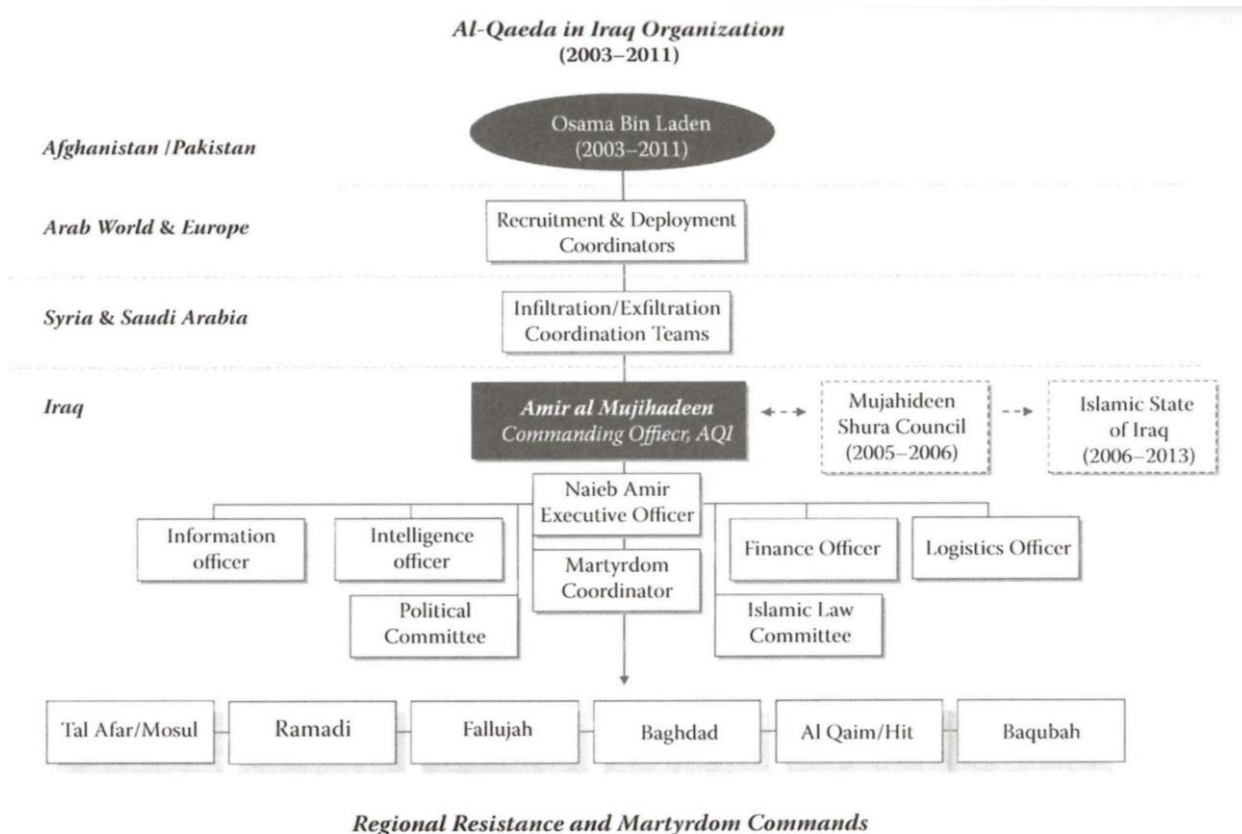 Al-Qaeda in Iraq Organization
(2003–2011)
Afghanistan /Pakistan
Osama Bin Laden
(2003–2011)
Arab World & Europe
Recruitment & Deployment
Coordinators
Syria & Saudi Arabia
Infiltration/Exfiltration
Coordination Teams
Iraq
Amir al Mujihadeen
Commanding Offiecr, AQI
Mujahideen
Shura Council
(2005–2006)
Islamic State
of Iraq
(2006–2013)
Naieb Amir
Executive Officer
Information
officer
Intelligence
officer
Martyrdom
Coordinator
Finance Officer
Logistics Officer
Political
Committee
Islamic Law
Committee
Tal Afar/Mosul
Ramadi
Fallujah
Baghdad
Al Qaim/Hit
Baqubah
Regional Resistance and Martyrdom Commands